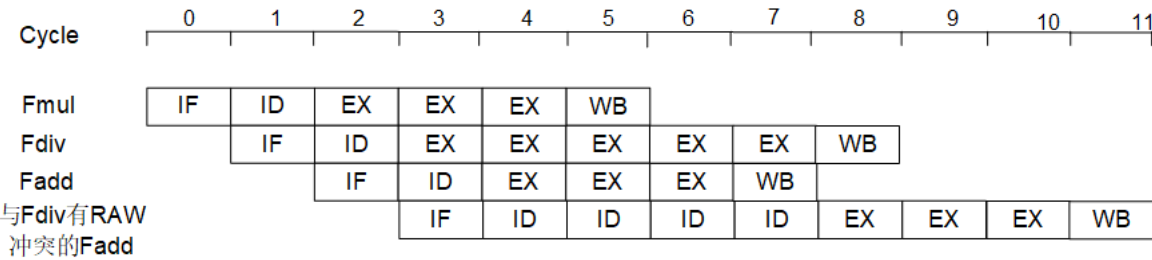 0 1 2 3 4 5 6 7 8 9 10 11
Cycle
Fmul IF ID EX EX EX WB
Fdiv IF ID EX EX EX EX EX WB
Fadd IF ID EX EX EX WB
与Fdiv有RAW IF ID ID ID ID EX EX EX WB
冲突的Fadd